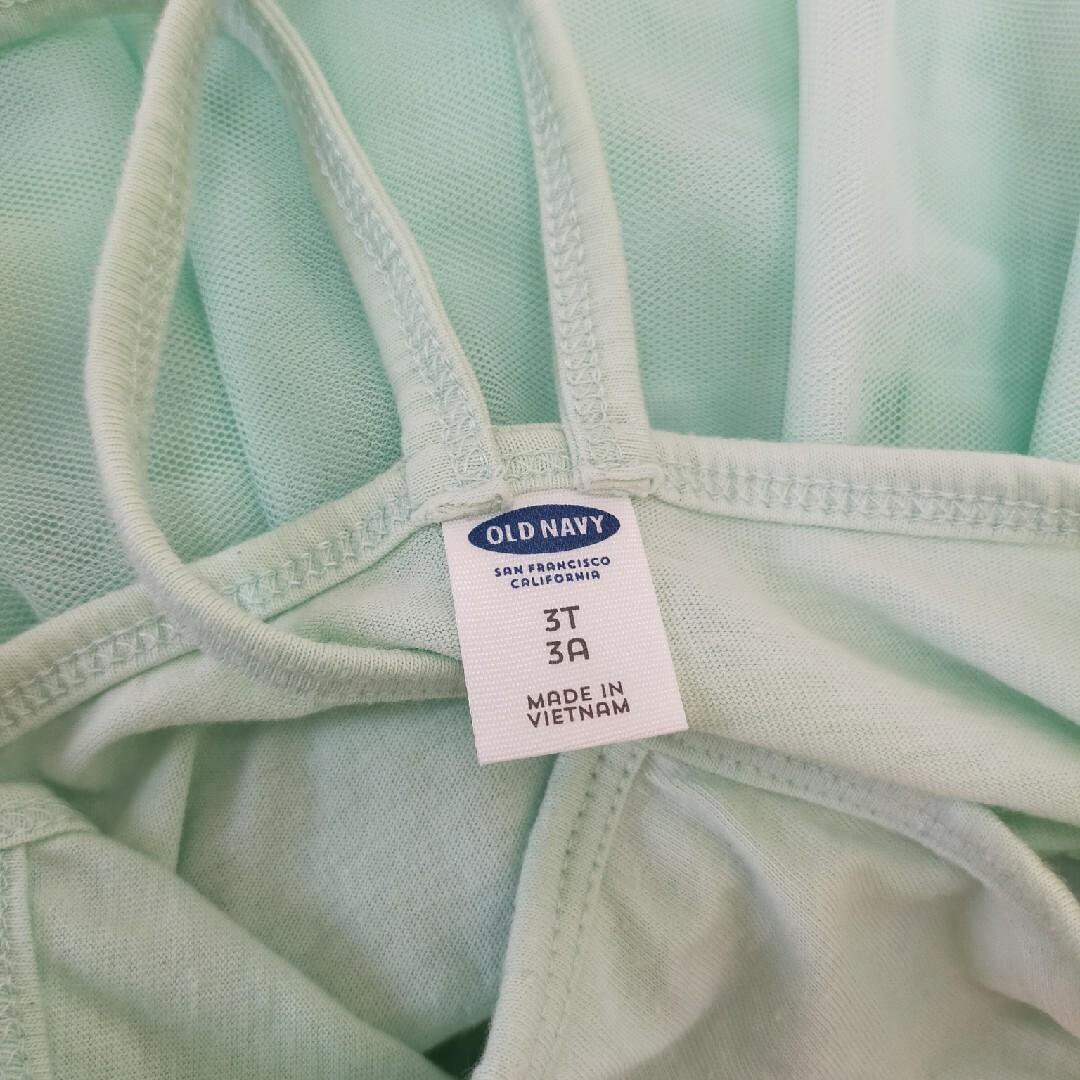 OLD NAVY
SAN FRANCISCO
CALIFORNIA
3T
3A
MADE IN
VIETNAM